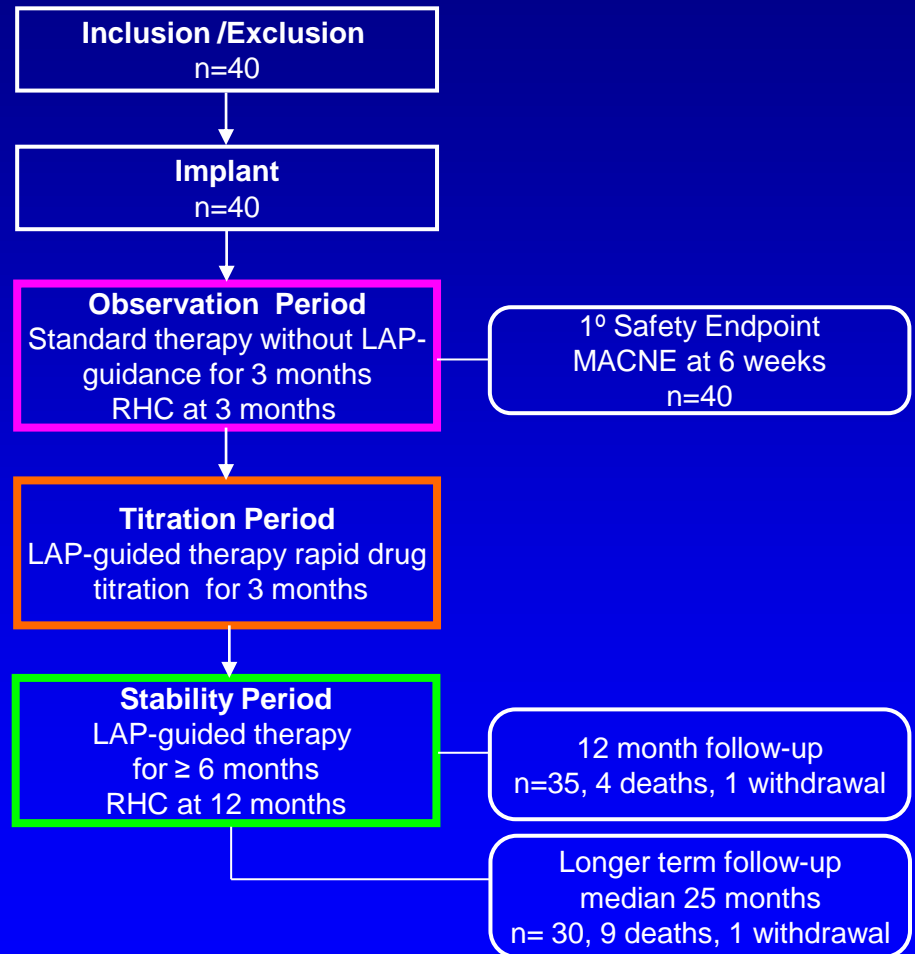 Inclusion /Exclusion
n=40
Implant
n=40
Observation Period
Standard therapy without LAP-
guidance for 3 months
RHC at 3 months
1º Safety Endpoint
MACNE at 6 weeks
n=40
Titration Period
LAP-guided therapy rapid drug
titration for 3 months
Stability Period
LAP-guided therapy
for ≥ 6 months
RHC at 12 months
12 month follow-up
n=35, 4 deaths, 1 withdrawal
Longer term follow-up
median 25 months
n= 30, 9 deaths, 1 withdrawal